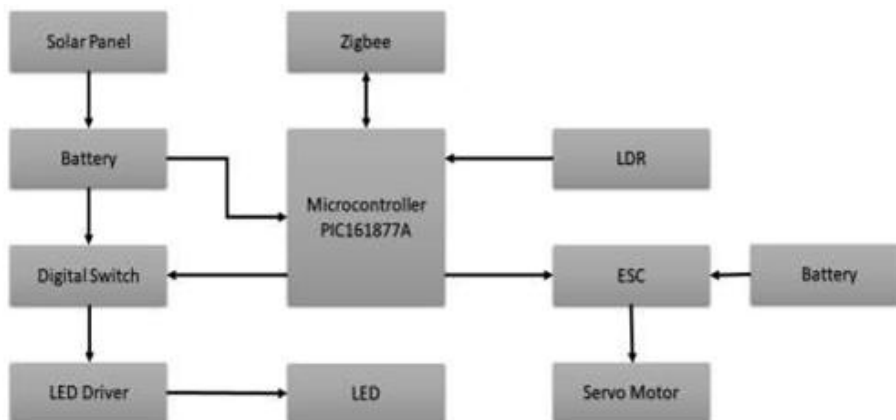 Solar Panel
Zigbee
Battery
LDR
Microcontroller
PIC161877A
Digital Switch
ESC
Battery
LED Driver
LED
Servo Motor